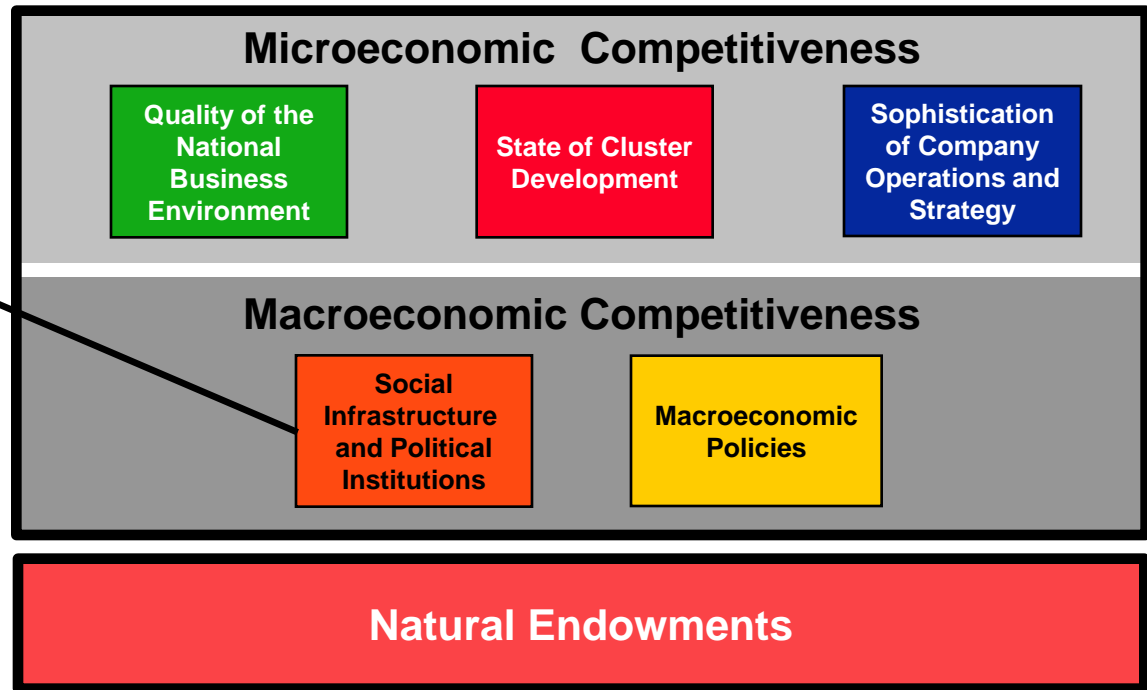 Microeconomic Competitiveness
Quality of the
National
Business
Environment
State of Cluster
Development
Sophistication
of Company
Operations and
Strategy
Macroeconomic Competitiveness
Social
Infrastructure
and Political
Institutions
Macroeconomic
Policies
Natural Endowments